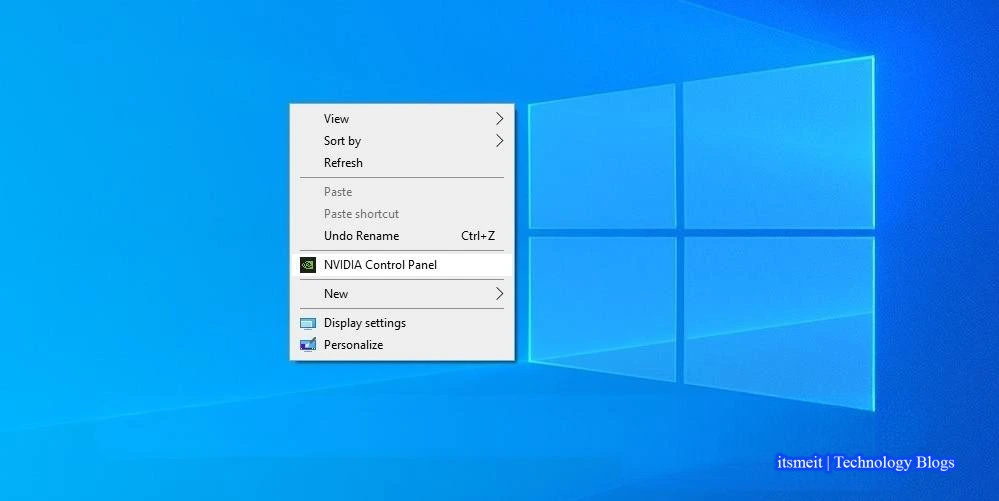 View
Sort by
Refresh
Paste
Paste shortcut
Undo Rename Ctrl+Z
NVIDIA Control Panel
New
Display settings
Personalize
itsmeit | Technology Blogs